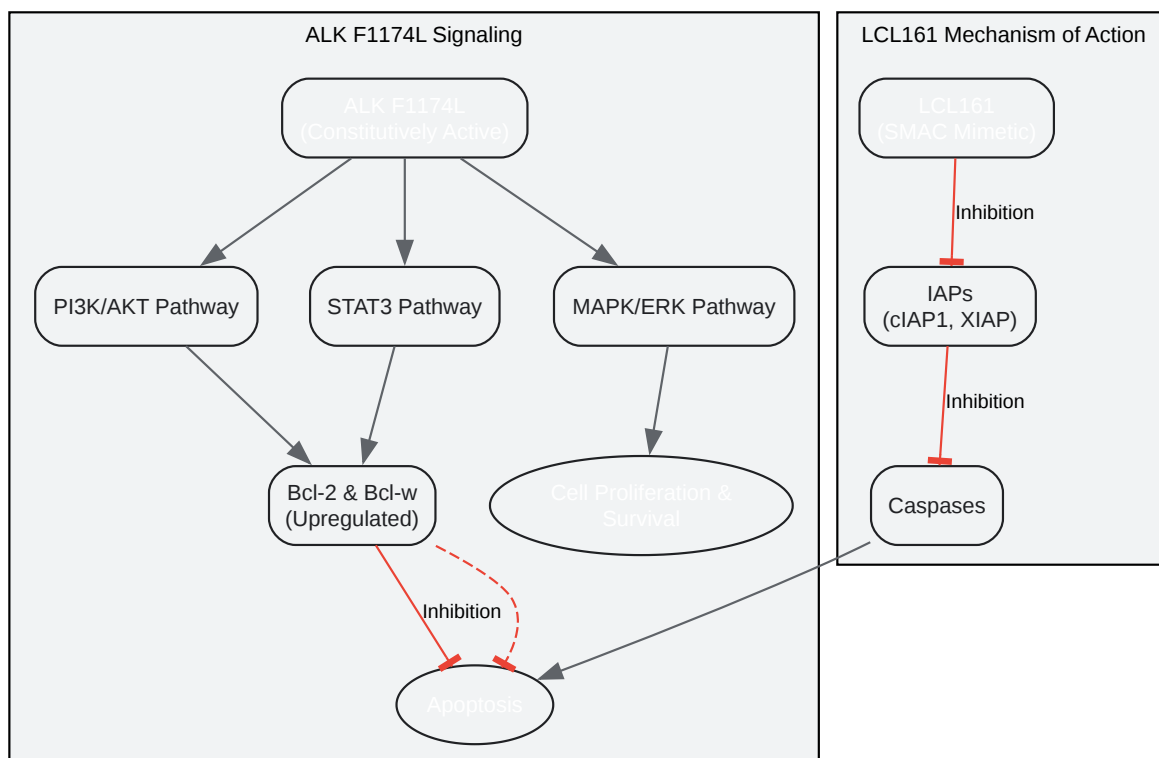 ALK F1174L Signaling
ALK F1174L
(Constitutively Active)
PI3K/AKT Pathway
STAT3 Pathway
MAPK/ERK Pathway
Bcl-2 & Bcl-w
(Upregulated)
Cell Proliferation &
Survival
Inhibition
Apoptosis
LCL161 Mechanism of Action
LCL161
(SMAC Mimetic)
Inhibition
IAPs
(cIAP1, XIAP)
Inhibition
Caspases